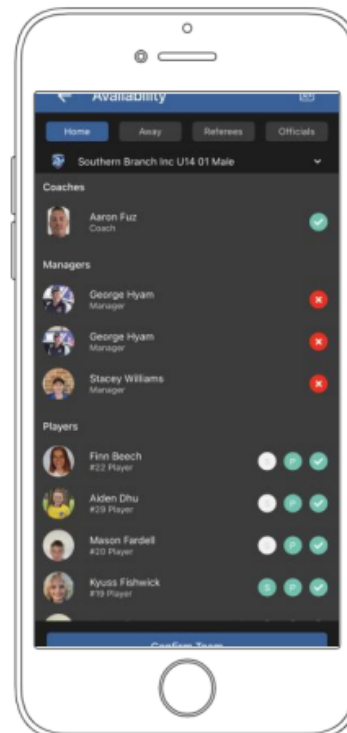 Availability
Home Away Referees Officials
Southern Branch Inc U14 01 Male
Coaches
Aaron Fuz
Coach
Managers
George Hyam
Manager
George Hyam
Manager
Stacey Williams
Manager
Players
Finn Beech
#22 Player
P
Aiden Dhu
#29 Player
P
Mason Fardell
#20 Player
P
Kyuss Fishwick
#19 Player
S P
Confirm Team